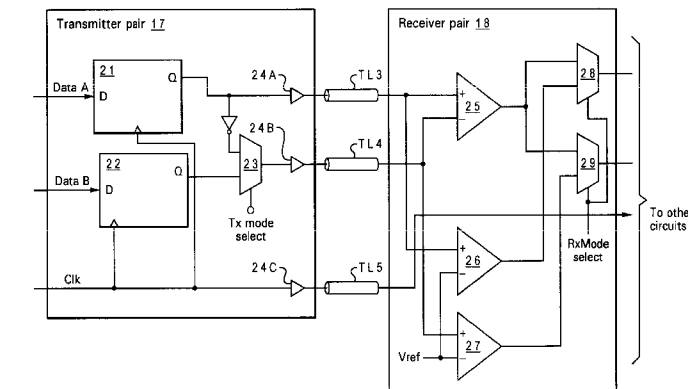 Transmitter pair 17
Receiver pair 18
Data A
21
D
Q
24A
TL3
+
−
25
28
24B
TL4
Data B
22
D
Q
23
29
Tx mode
select
To other
circuits
RxMode
select
Clk
24C
TL5
+
−
26
+
−
27
Vref